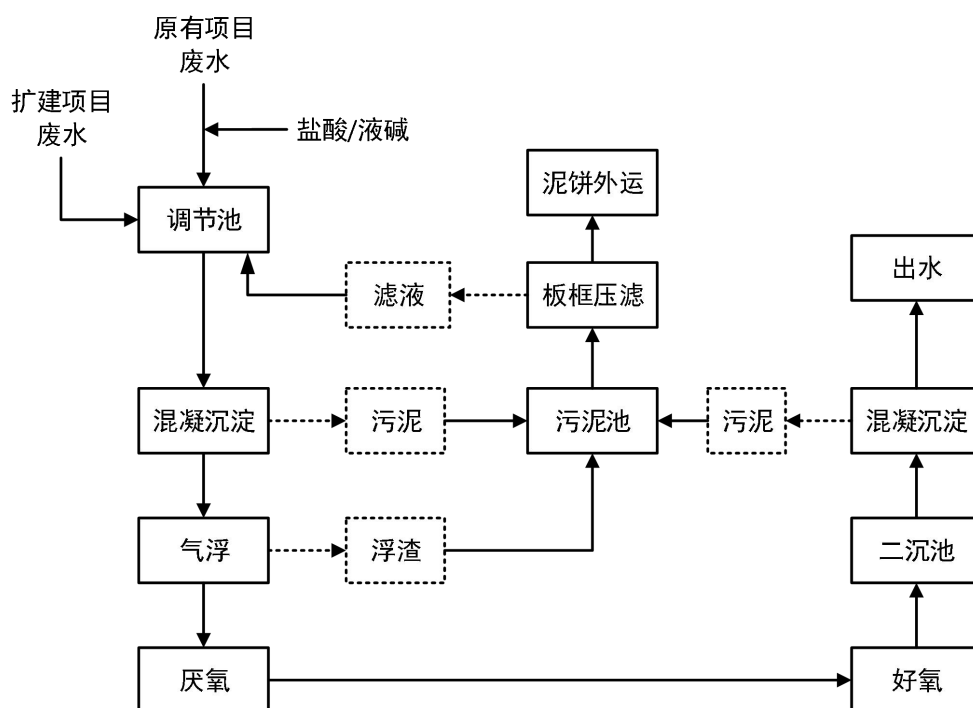 原有项目
废水
扩建项目
废水
盐酸/液碱
泥饼外运
调节池
出水
滤液
板框压滤
混凝沉淀
污泥
污泥池
污泥
混凝沉淀
气浮
浮渣
二沉池
厌氧
好氧